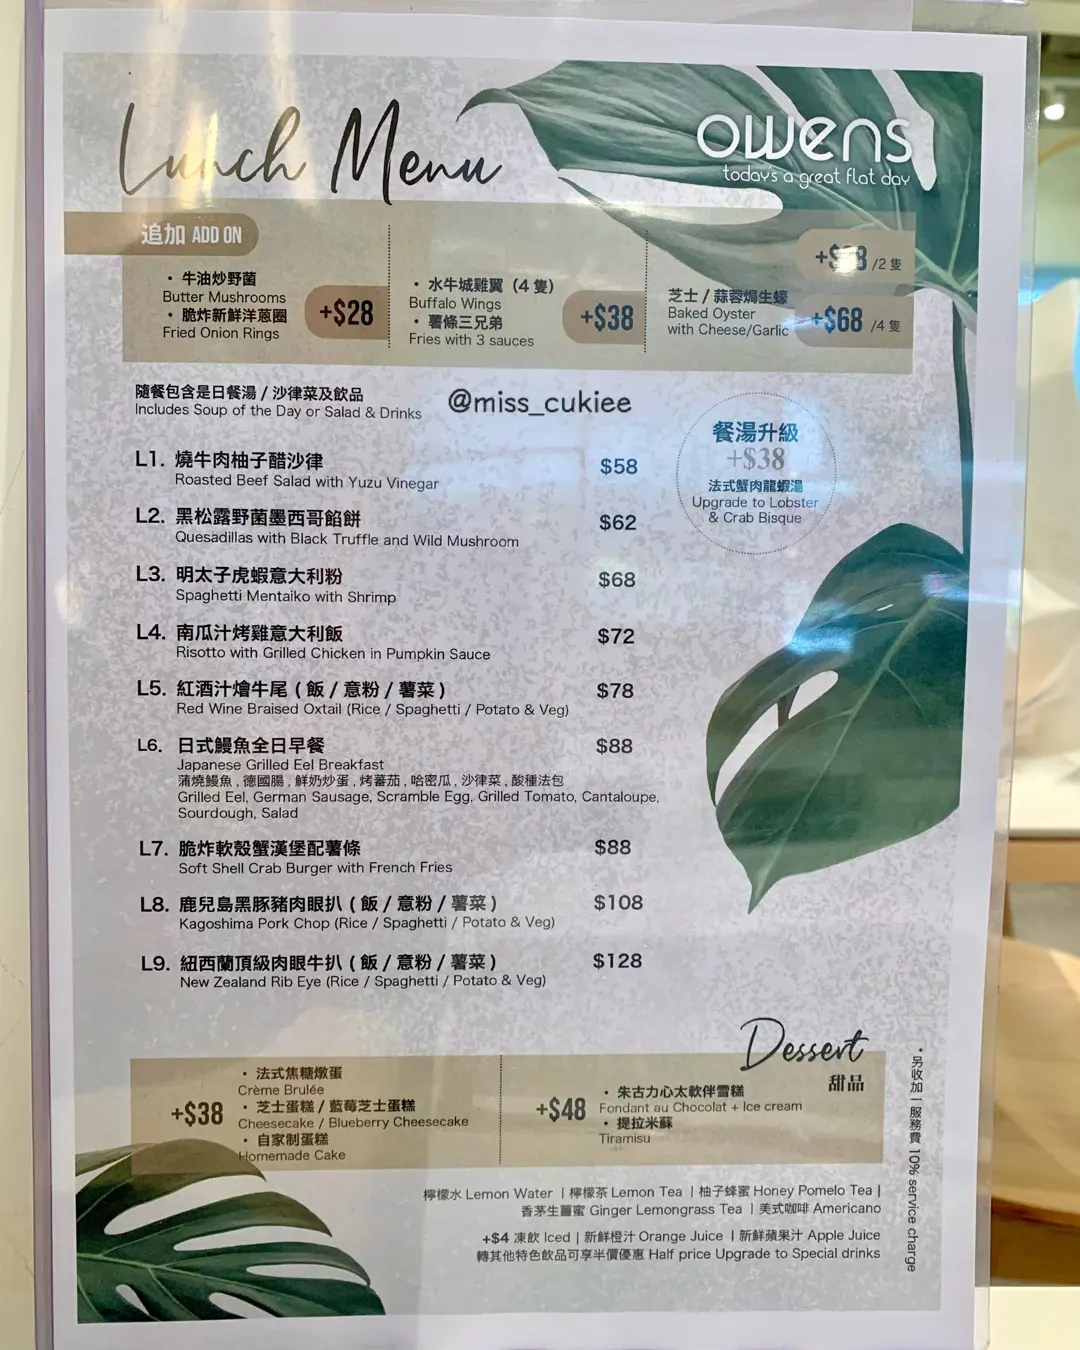 Lunch Menu
owens
today's a great flat day
追加 ADD ON
・牛油炒野菌
Butter Mushrooms
・脆炸新鮮洋蔥圈
Fried Onion Rings
+$28
・水牛城雞翼（4 隻）
Buffalo Wings
・薯條三兄弟
Fries with 3 sauces
+$38
芝士 / 蒜蓉焗生蠔
Baked Oyster
with Cheese/Garlic
/2 隻
+$68 /4 隻
隨餐包含是日餐湯 / 沙律菜及飲品
Includes Soup of the Day or Salad & Drinks
@miss_cukiee
餐湯升級
+$38
法式蟹肉龍蝦湯
Upgrade to Lobster
& Crab Bisque
L1. 燒牛肉柚子醋沙律 $58
Roasted Beef Salad with Yuzu Vinegar
L2. 黑松露野菌墨西哥餡餅 $62
Quesadillas with Black Truffle and Wild Mushroom
L3. 明太子虎蝦意大利粉 $68
Spaghetti Mentaiko with Shrimp
L4. 南瓜汁烤雞意大利飯 $72
Risotto with Grilled Chicken in Pumpkin Sauce
L5. 紅酒汁燴牛尾 ( 飯 / 意粉 / 薯菜 ) $78
Red Wine Braised Oxtail (Rice / Spaghetti / Potato & Veg)
L6. 日式鰻魚全日早餐 $88
Japanese Grilled Eel Breakfast
蒲燒鰻魚 , 德國腸 , 鮮奶炒蛋 , 烤蕃茄 , 哈密瓜 , 沙律菜 , 酸種法包
Grilled Eel, German Sausage, Scramble Egg, Grilled Tomato, Cantaloupe,
Sourdough, Salad
L7. 脆炸軟殼蟹漢堡配薯條 $88
Soft Shell Crab Burger with French Fries
L8. 鹿兒島黑豚豬肉眼扒 ( 飯 / 意粉 / 薯菜 ) $108
Kagoshima Pork Chop (Rice / Spaghetti / Potato & Veg)
L9. 紐西蘭頂級肉眼牛扒 ( 飯 / 意粉 / 薯菜 ) $128
New Zealand Rib Eye (Rice / Spaghetti / Potato & Veg)
Dessert
甜品
+$38
・法式焦糖燉蛋
Crème Brulée
・芝士蛋糕 / 藍莓芝士蛋糕
Cheesecake / Blueberry Cheesecake
・自家制蛋糕
Homemade Cake
+$48
・朱古力心太軟伴雪糕
Fondant au Chocolat + Ice cream
・提拉米蘇
Tiramisu
檸檬水 Lemon Water | 檸檬茶 Lemon Tea | 柚子蜂蜜 Honey Pomelo Tea |
香茅生薑蜜 Ginger Lemongrass Tea | 美式咖啡 Americano
+$4 凍飲 Iced | 新鮮橙汁 Orange Juice | 新鮮蘋果汁 Apple Juice
轉其他特色飲品可享半價優惠 Half price Upgrade to Special drinks
・另收加一服務費 10% service charge